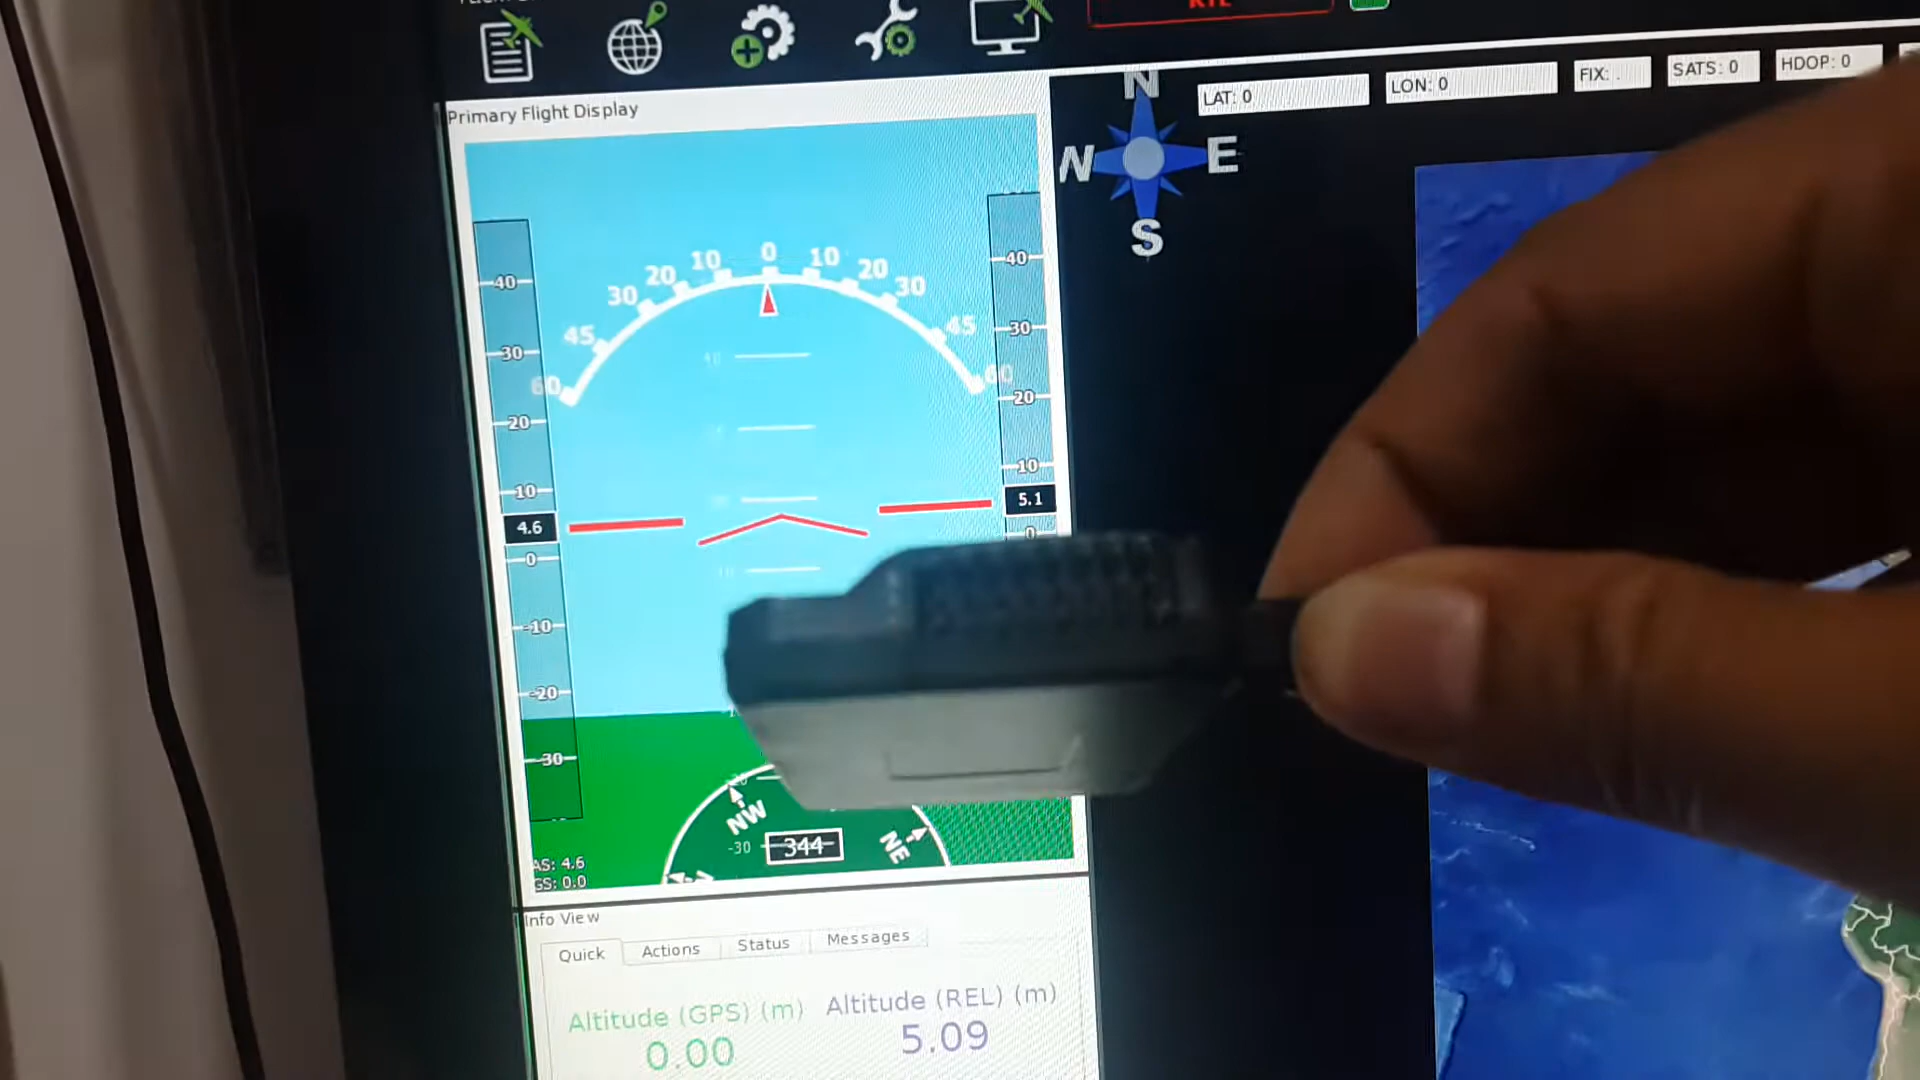 RTL
LAT: 0
LON: 0
FIX: .
SATS: 0
HDOP: 0
Primary Flight Display
N
W E
S
10 0 10
20 20
30 30
45 45
60 60
40
30
20
10
4.6
0
-10
-20
-30
40
30
20
10
5.1
0
10
-20
NW
-30 344 NE
AS: 4.6
GS: 0.0
Info View
Quick Actions Status Messages
Altitude (GPS) (m) Altitude (REL) (m)
0.00 5.09